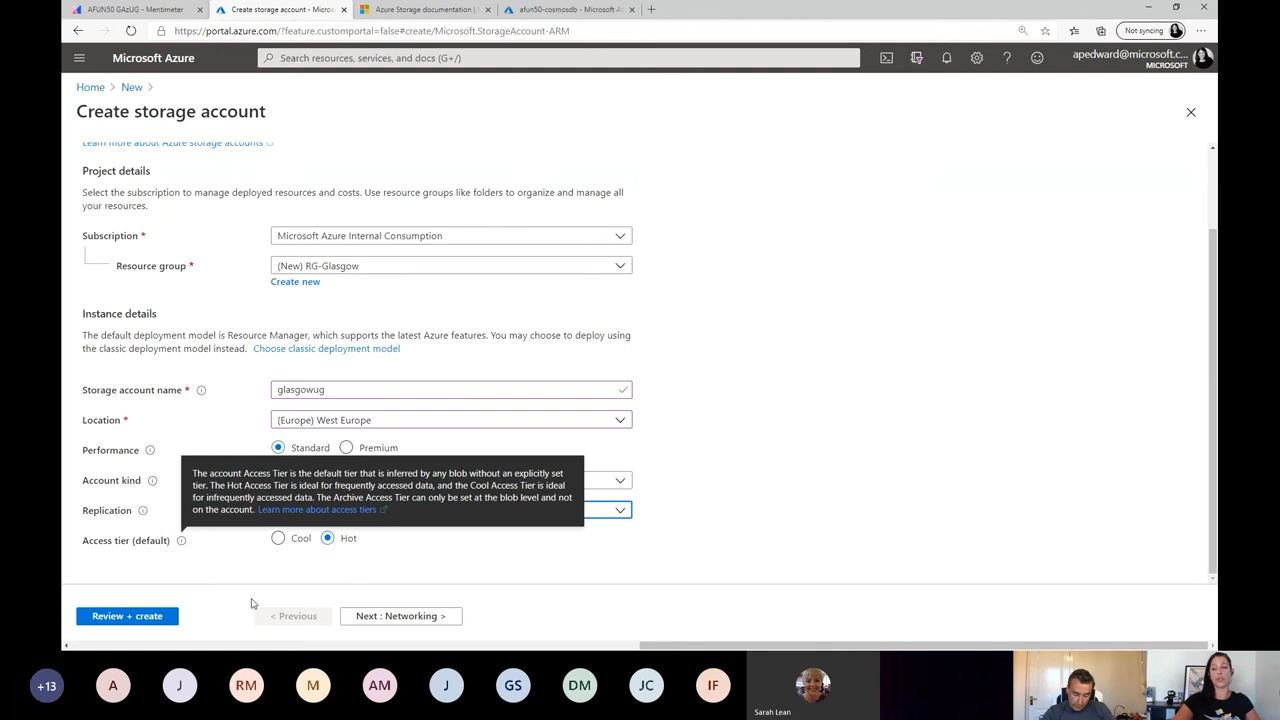 AFUN50 GAzUG - Mentimeter
Create storage account - Micros
Azure Storage documentation |
afun50-cosmosdb - Microsoft A
https://portal.azure.com/?feature.customportal=false#create/Microsoft.StorageAccount-ARM
Not syncing
Microsoft Azure
Search resources, services, and docs (G+/)
apedward@microsoft.c...
MICROSOFT
Home > New >
Create storage account
Learn more about Azure storage accounts
Project details
Select the subscription to manage deployed resources and costs. Use resource groups like folders to organize and manage all
your resources.
Subscription *
Microsoft Azure Internal Consumption
Resource group *
(New) RG-Glasgow
Create new
Instance details
The default deployment model is Resource Manager, which supports the latest Azure features. You may choose to deploy using
the classic deployment model instead. Choose classic deployment model
Storage account name *
glasgowug
Location *
(Europe) West Europe
Performance
Standard
Premium
The account Access Tier is the default tier that is inferred by any blob without an explicitly set
tier. The Hot Access Tier is ideal for frequently accessed data, and the Cool Access Tier is ideal
for infrequently accessed data. The Archive Access Tier can only be set at the blob level and not
on the account. Learn more about access tiers
Account kind
Replication
Access tier (default)
Cool
Hot
Review + create
< Previous
Next : Networking >
+13
A
J
RM
M
AM
J
GS
DM
JC
IF
Sarah Lean